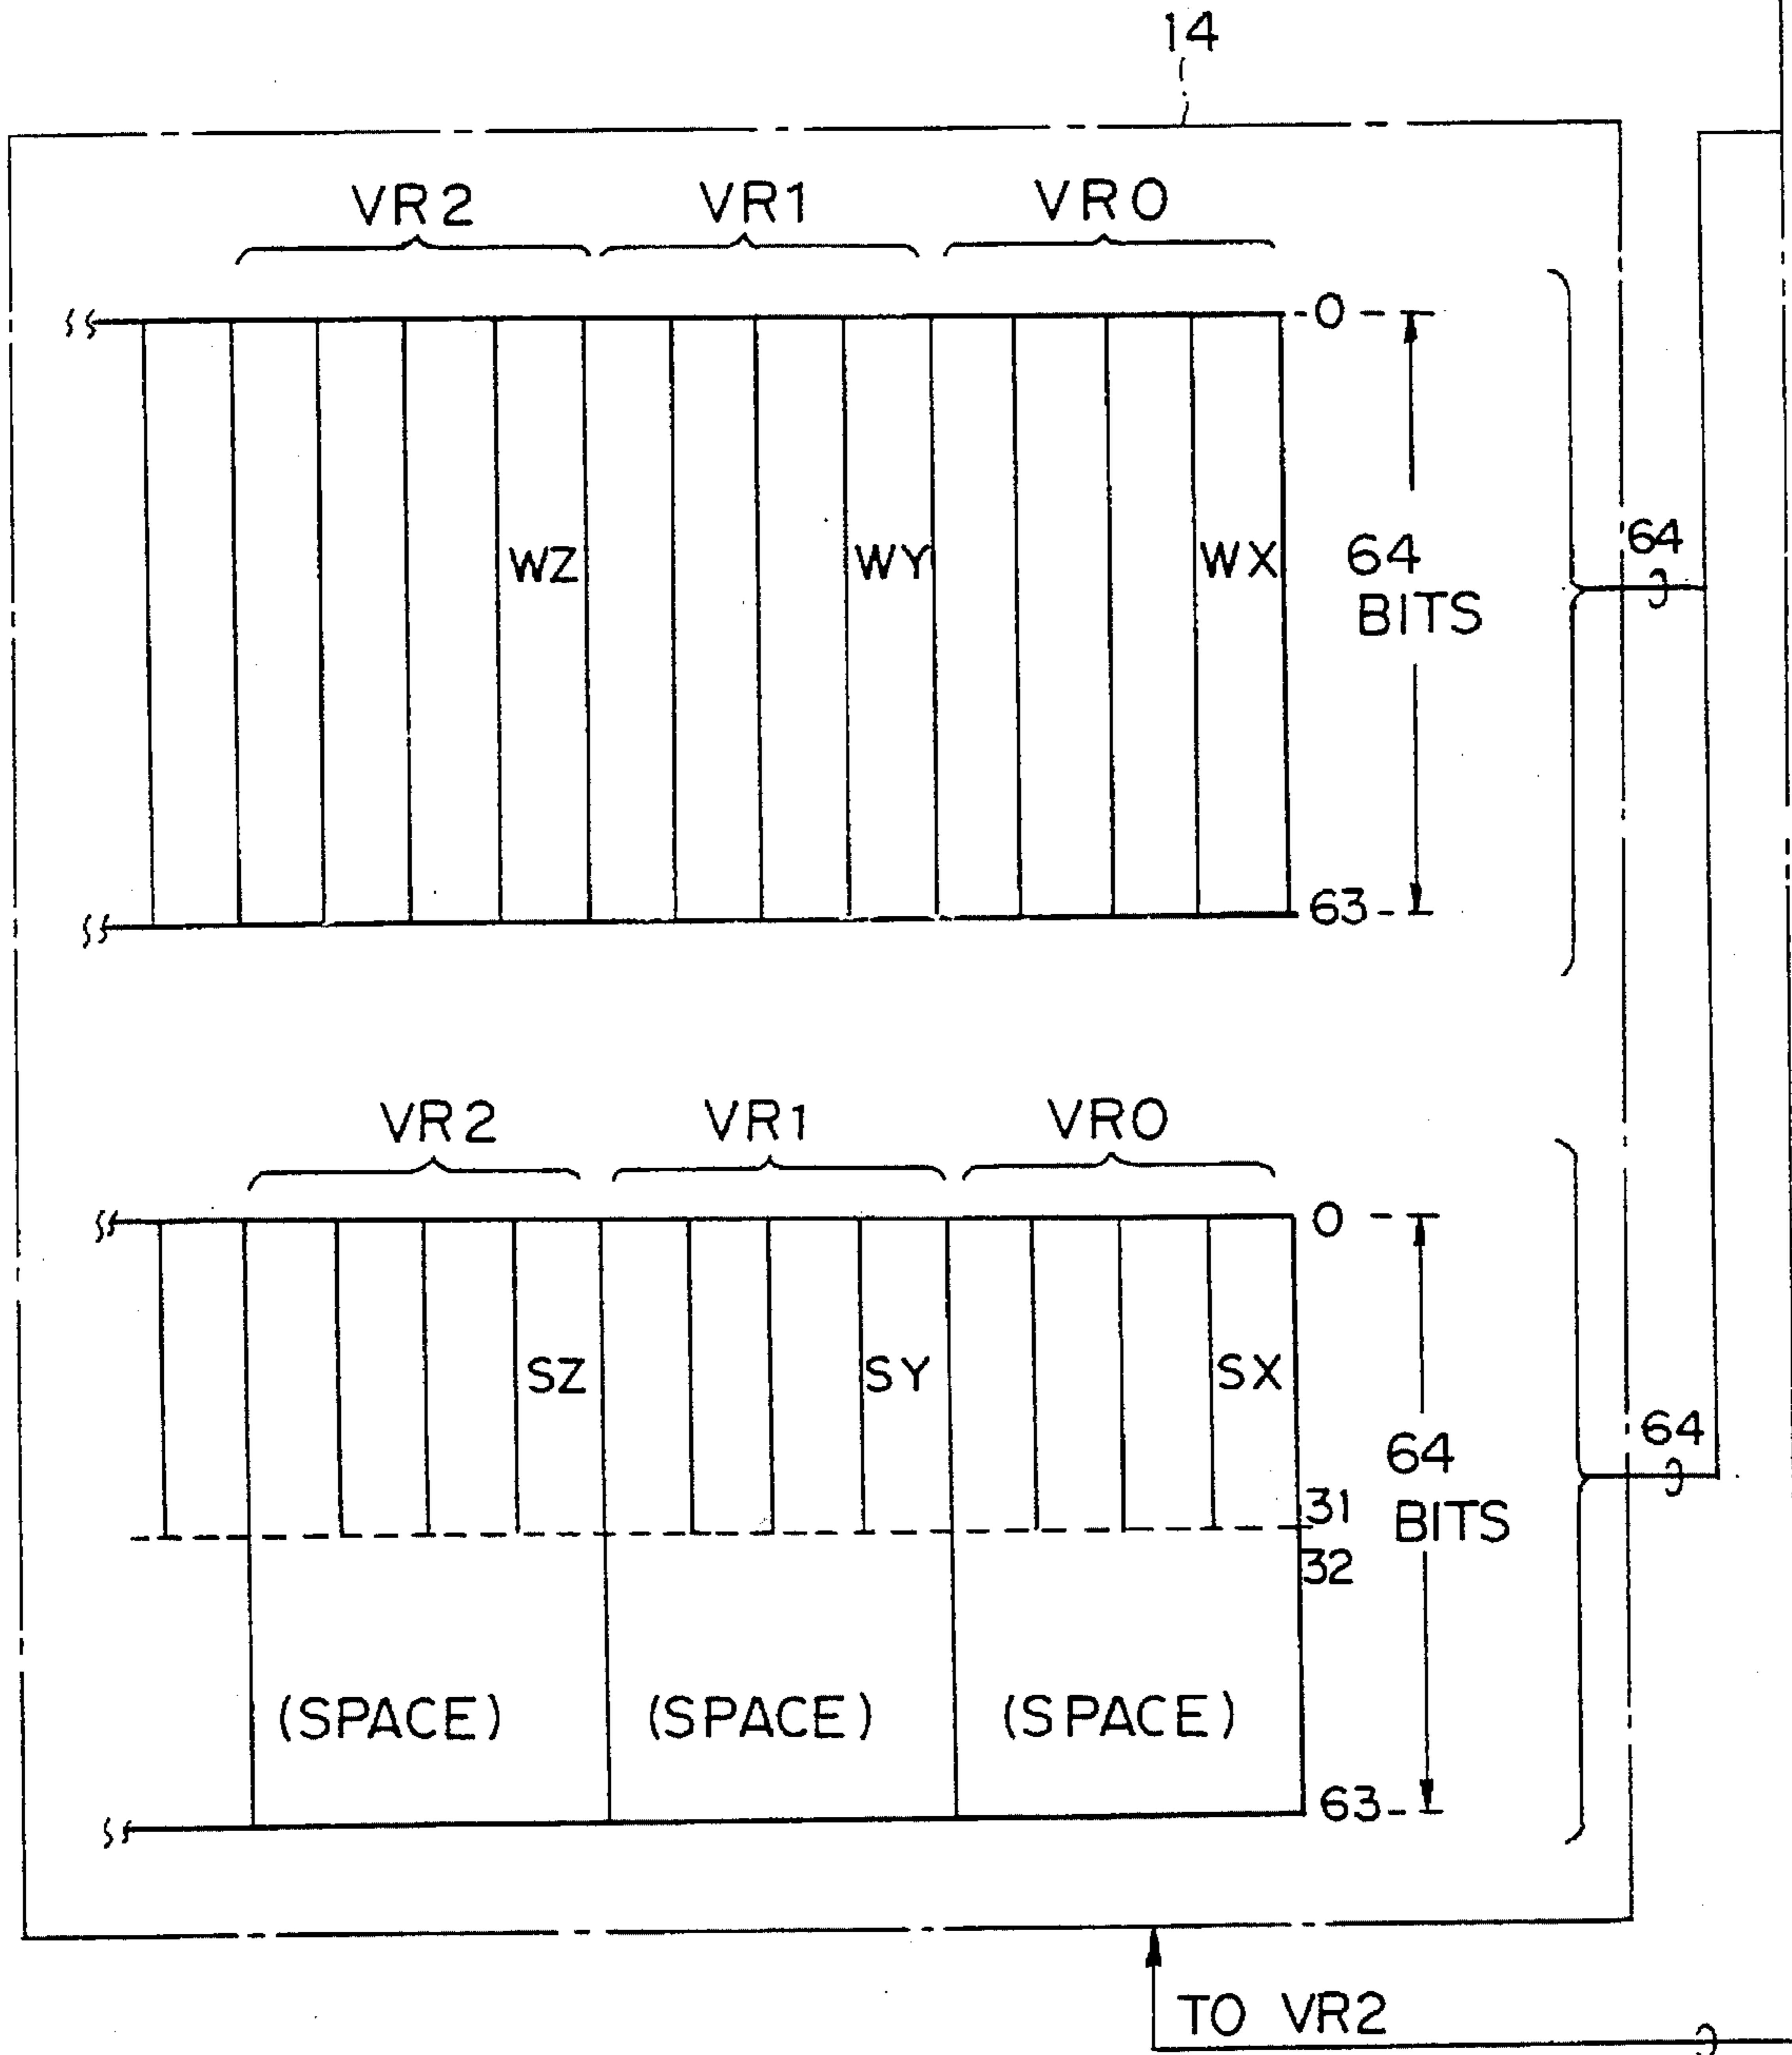 14
VR2 VR1 VR0
0
WZ WY WX 64 BITS 64
63
VR2 VR1 VR0
0
SZ SY SX 64 BITS 64
31
32
(SPACE) (SPACE) (SPACE)
63
TO VR2